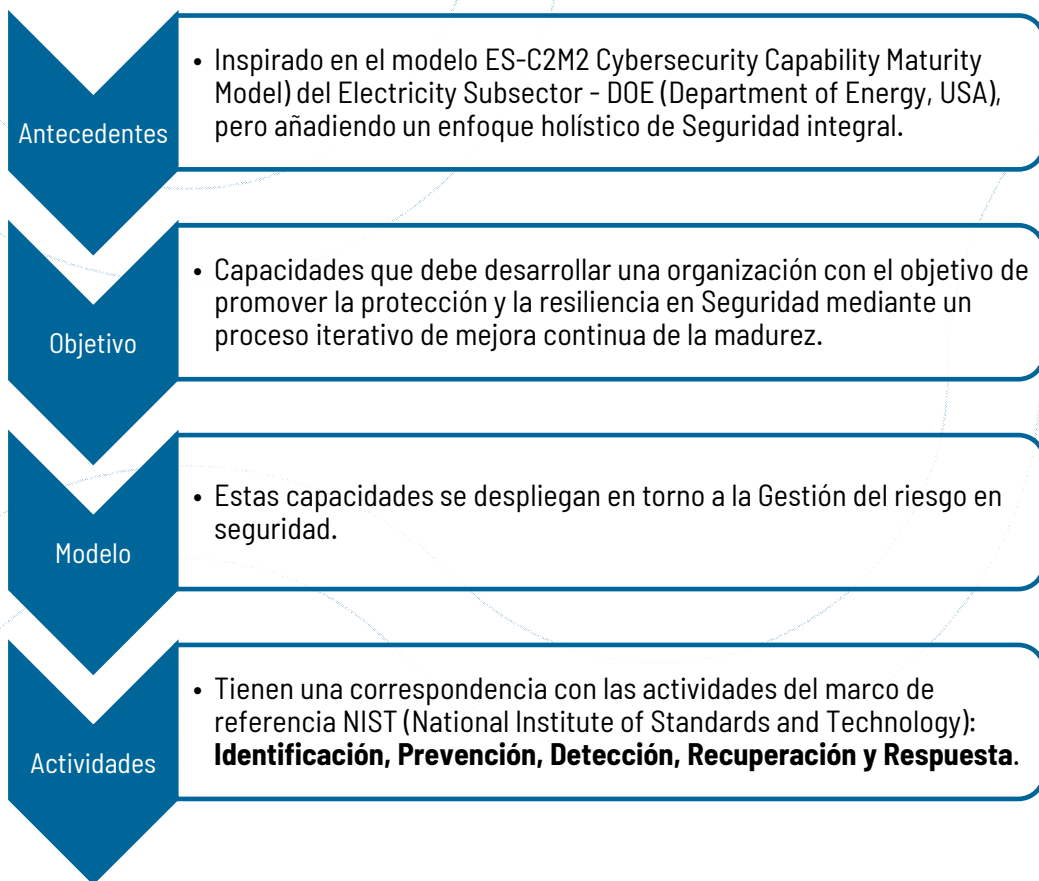 Antecedentes
• Inspirado en el modelo ES-C2M2 Cybersecurity Capability Maturity
Model) del Electricity Subsector - DOE (Department of Energy, USA),
pero añadiendo un enfoque holístico de Seguridad integral.
Objetivo
• Capacidades que debe desarrollar una organización con el objetivo de
promover la protección y la resiliencia en Seguridad mediante un
proceso iterativo de mejora continua de la madurez.
Modelo
• Estas capacidades se despliegan en torno a la Gestión del riesgo en
seguridad.
Actividades
• Tienen una correspondencia con las actividades del marco de
referencia NIST (National Institute of Standards and Technology):
Identificación, Prevención, Detección, Recuperación y Respuesta.